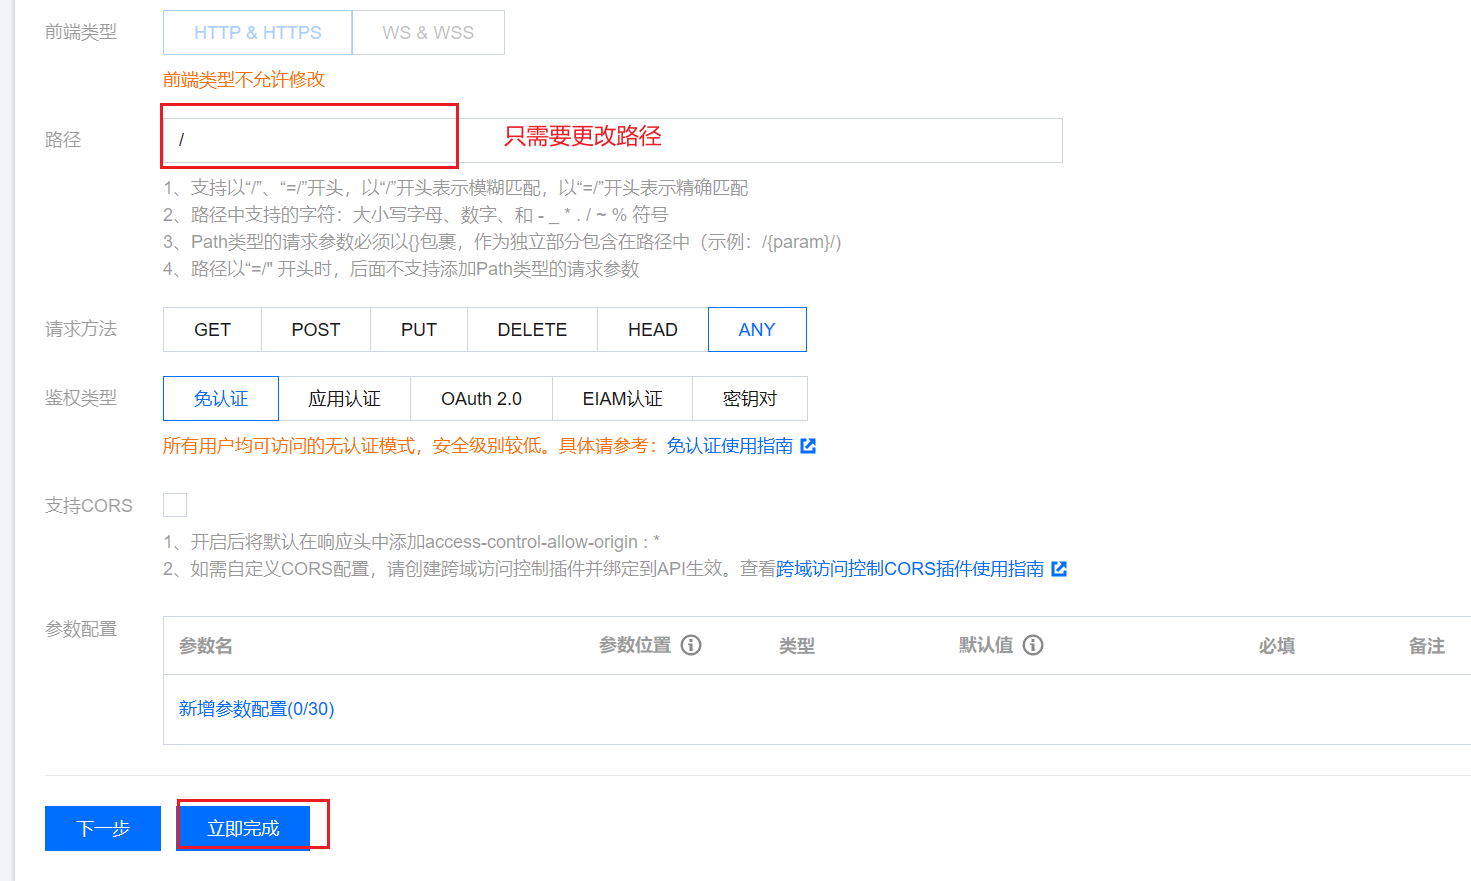 前端类型 HTTP & HTTPS WS & WSS
前端类型不允许修改
路径 / 只需要更改路径
1、支持以“/”、“=/”开头，以“/”开头表示模糊匹配，以“=/”开头表示精确匹配
2、路径中支持的字符：大小写字母、数字、和 - _ * . / ~ % 符号
3、Path类型的请求参数必须以{}包裹，作为独立部分包含在路径中（示例：/{param}/）
4、路径以“=/" 开头时，后面不支持添加Path类型的请求参数
请求方法 GET POST PUT DELETE HEAD ANY
鉴权类型 免认证 应用认证 OAuth 2.0 EIAM认证 密钥对
所有用户均可访问的无认证模式，安全级别较低。具体请参考：免认证使用指南
支持CORS
1、开启后将默认在响应头中添加access-control-allow-origin : *
2、如需自定义CORS配置，请创建跨域访问控制插件并绑定到API生效。查看跨域访问控制CORS插件使用指南
参数配置 参数名 参数位置 类型 默认值 必填 备注
新增参数配置(0/30)
下一步 立即完成